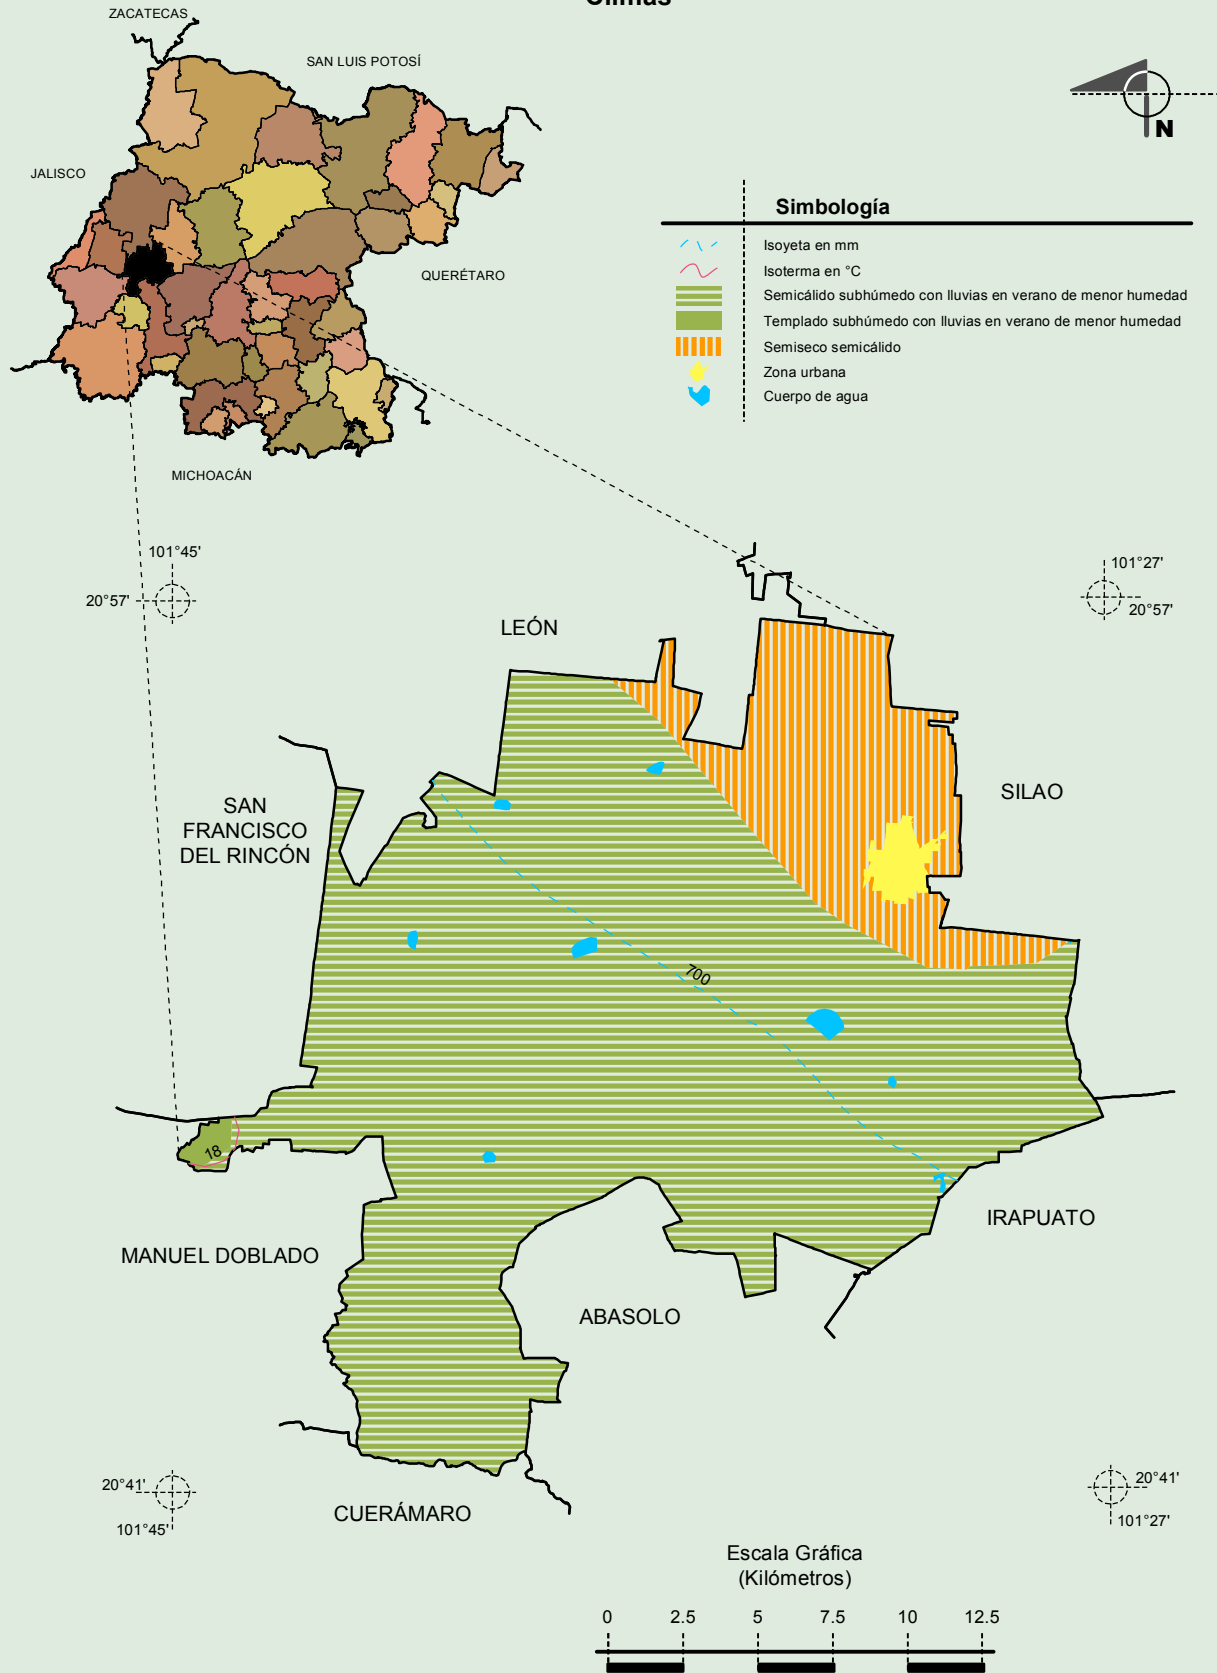 Climas
ZACATECAS
SAN LUIS POTOSÍ
JALISCO
QUERÉTARO
MICHOACÁN
N
Simbología
Isoyeta en mm
Isoterma en °C
Semicálido subhúmedo con lluvias en verano de menor humedad
Templado subhúmedo con lluvias en verano de menor humedad
Semiseco semicálido
Zona urbana
Cuerpo de agua
101°45'
20°57'
101°27'
20°57'
LEÓN
SAN
FRANCISCO
DEL RINCÓN
SILAO
700
18
IRAPUATO
MANUEL DOBLADO
ABASOLO
CUERÁMARO
20°41'
101°45'
20°41'
101°27'
Escala Gráfica
(Kilómetros)
0 2.5 5 7.5 10 12.5